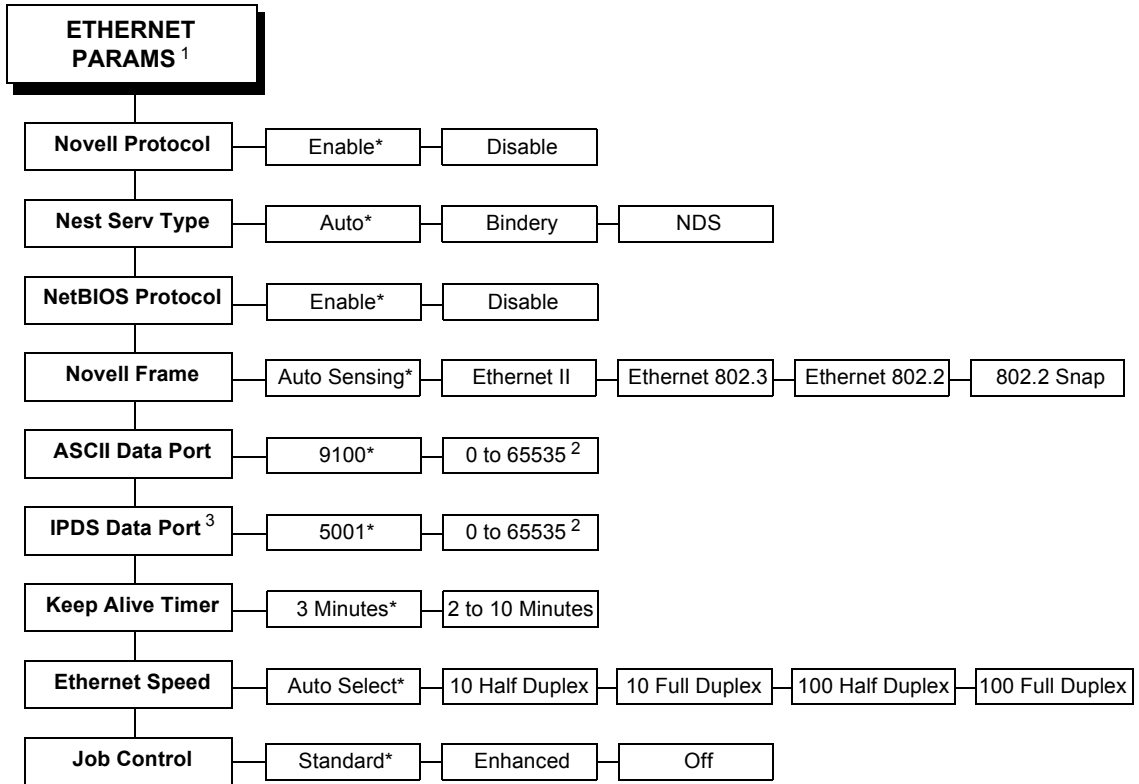 ETHERNET
PARAMS 1
Novell Protocol Enable* Disable
Nest Serv Type Auto* Bindery NDS
NetBIOS Protocol Enable* Disable
Novell Frame Auto Sensing* Ethernet II Ethernet 802.3 Ethernet 802.2 802.2 Snap
ASCII Data Port 9100* 0 to 65535 2
IPDS Data Port 3 5001* 0 to 65535 2
Keep Alive Timer 3 Minutes* 2 to 10 Minutes
Ethernet Speed Auto Select* 10 Half Duplex 10 Full Duplex 100 Half Duplex 100 Full Duplex
Job Control Standard* Enhanced Off